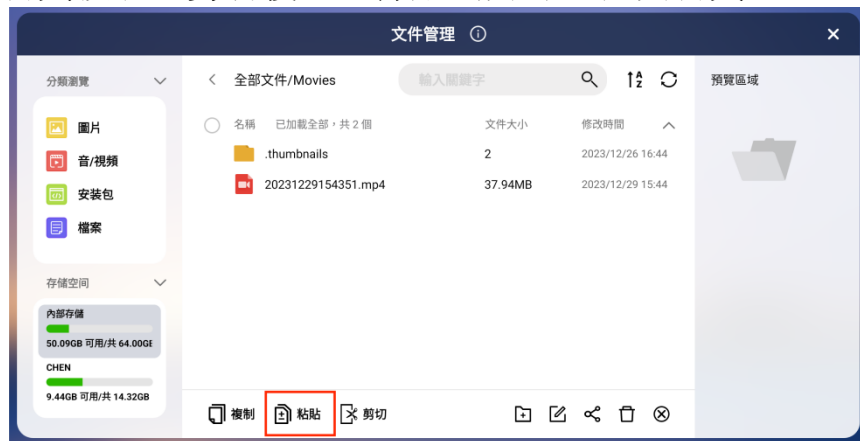 文件管理
分類瀏覽
全部文件/Movies
輸入關鍵字
預覽區域
圖片
音/視頻
安装包
檔案
名稱 已加載全部，共 2 個 文件大小 修改時間
.thumbnails 2 2023/12/26 16:44
20231229154351.mp4 37.94MB 2023/12/29 15:44
存儲空间
內部存儲
50.09GB 可用/共 64.00GB
CHEN
9.44GB 可用/共 14.32GB
複制 粘貼 剪切